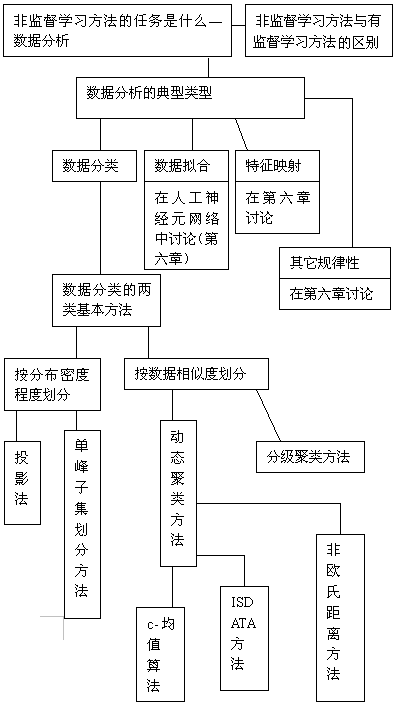 非监督学习方法的任务是什么—
数据分析
非监督学习方法与有
监督学习方法的区别
数据分析的典型类型
数据分类
数据拟合
在人工神
经元网络
中讨论(第
六章)
特征映射
在第六章
讨论
其它规律性
在第六章讨论
数据分类的两
类基本方法
按分布密度
程度划分
按数据相似度划分
投
影
法
单
峰
子
集
划
分
方
法
动
态
聚
类
方
法
分级聚类方法
c-均
值
算
法
ISD
ATA
方
法
非
欧
氏
距
离
方
法